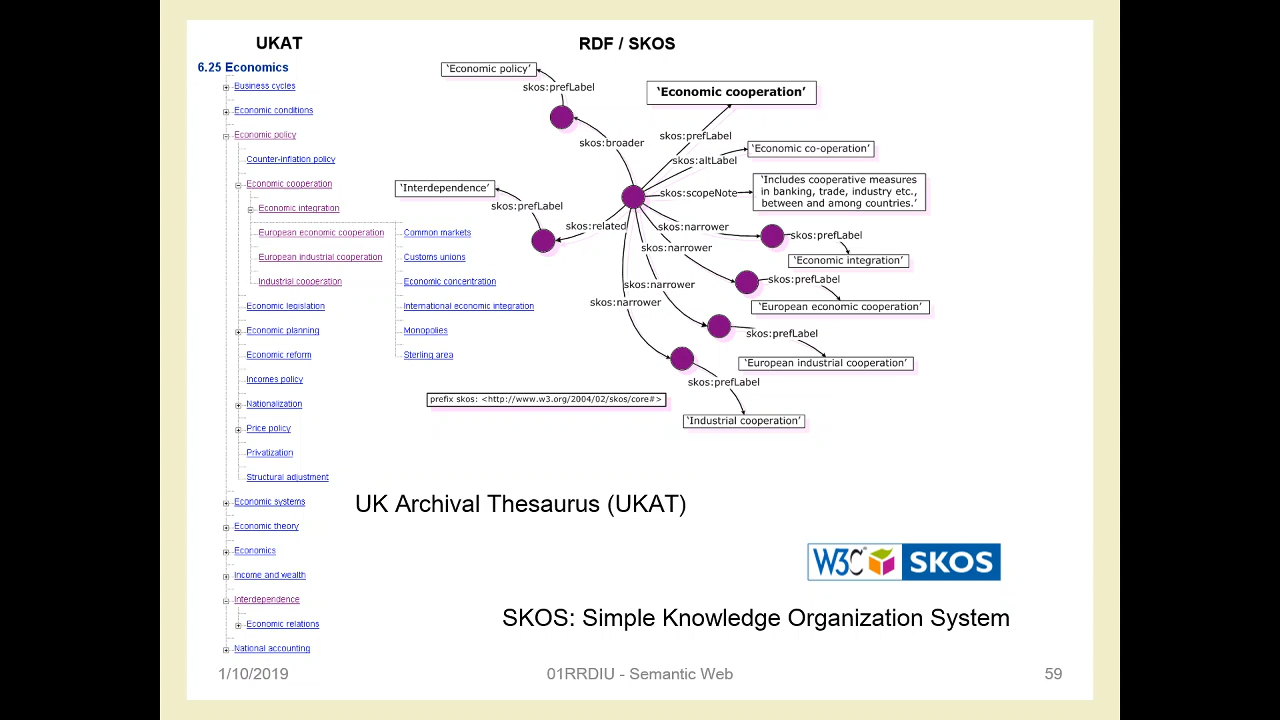 UKAT
RDF / SKOS
6.25 Economics
Business cycles
Economic conditions
Economic policy
Counter-inflation policy
Economic cooperation
Economic integration
European economic cooperation
European industrial cooperation
Industrial cooperation
Common markets
Customs unions
Economic concentration
International economic integration
Monopolies
Sterling area
Economic legislation
Economic planning
Economic reform
Incomes policy
Nationalization
Price policy
Privatization
Structural adjustment
Economic systems
Economic theory
Economics
Income and wealth
Interdependence
Economic relations
National accounting
‘Economic policy’
skos:prefLabel
skos:broader
‘Economic cooperation’
skos:prefLabel
skos:altLabel
‘Economic co-operation’
skos:scopeNote
‘Includes cooperative measures
in banking, trade, industry etc.,
between and among countries.’
‘Interdependence’
skos:prefLabel
skos:related
skos:narrower
skos:prefLabel
‘Economic integration’
skos:narrower
skos:prefLabel
‘European economic cooperation’
skos:narrower
skos:prefLabel
‘European industrial cooperation’
skos:narrower
skos:prefLabel
‘Industrial cooperation’
prefix skos: <http://www.w3.org/2004/02/skos/core#>
UK Archival Thesaurus (UKAT)
W3C SKOS
SKOS: Simple Knowledge Organization System
1/10/2019
01RRDIU - Semantic Web
59